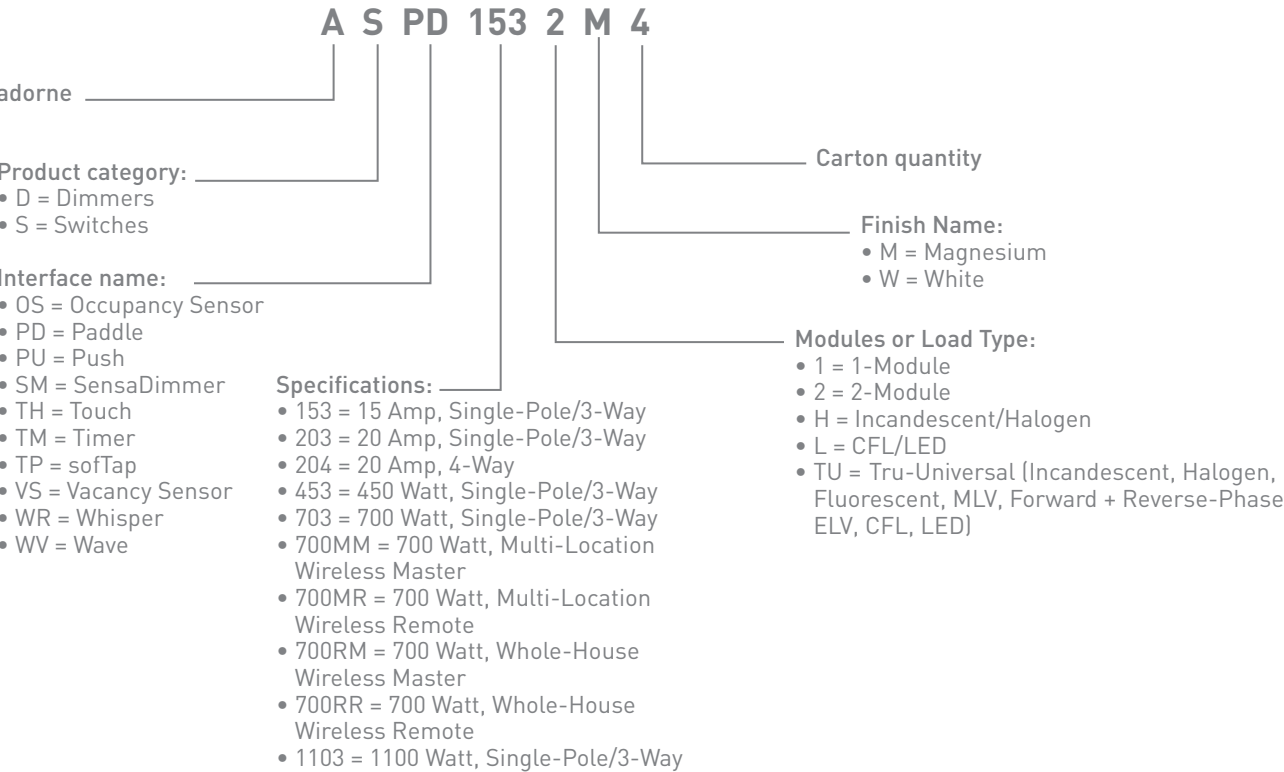 A S PD 153 2 M 4
adorne
Product category:
• D = Dimmers
• S = Switches
Interface name:
• OS = Occupancy Sensor
• PD = Paddle
• PU = Push
• SM = SensaDimmer
• TH = Touch
• TM = Timer
• TP = sofTap
• VS = Vacancy Sensor
• WR = Whisper
• WV = Wave
Specifications:
• 153 = 15 Amp, Single-Pole/3-Way
• 203 = 20 Amp, Single-Pole/3-Way
• 204 = 20 Amp, 4-Way
• 453 = 450 Watt, Single-Pole/3-Way
• 703 = 700 Watt, Single-Pole/3-Way
• 700MM = 700 Watt, Multi-Location
Wireless Master
• 700MR = 700 Watt, Multi-Location
Wireless Remote
• 700RM = 700 Watt, Whole-House
Wireless Master
• 700RR = 700 Watt, Whole-House
Wireless Remote
• 1103 = 1100 Watt, Single-Pole/3-Way
Carton quantity
Finish Name:
• M = Magnesium
• W = White
Modules or Load Type:
• 1 = 1-Module
• 2 = 2-Module
• H = Incandescent/Halogen
• L = CFL/LED
• TU = Tru-Universal (Incandescent, Halogen,
Fluorescent, MLV, Forward + Reverse-Phase
ELV, CFL, LED)